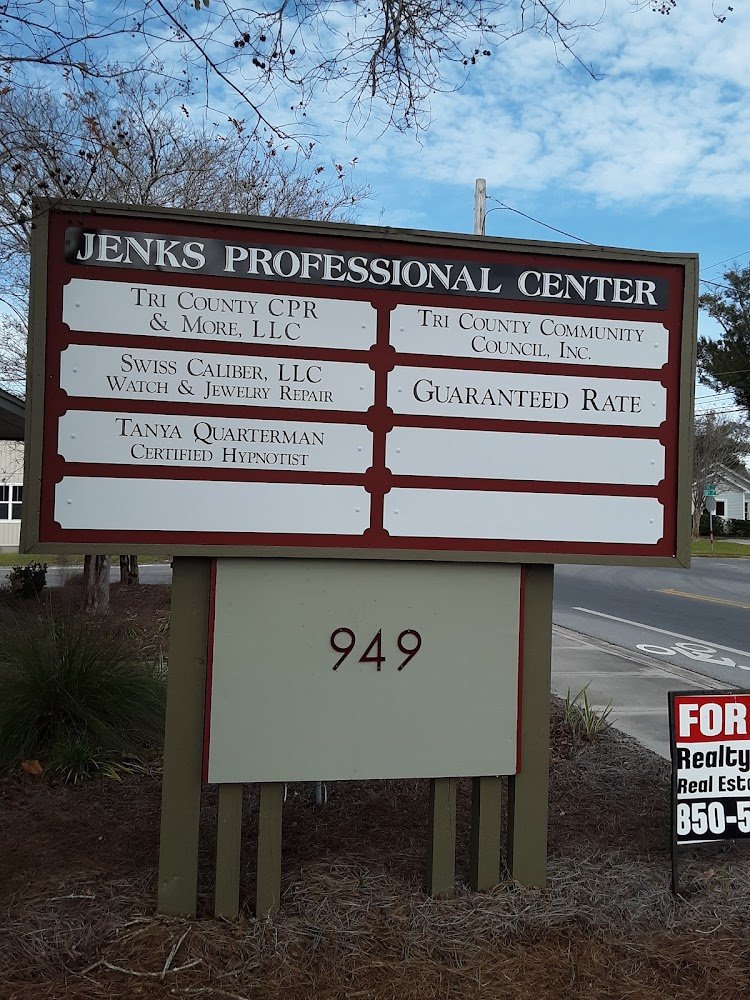 JENKS PROFESSIONAL CENTER
TRI COUNTY CPR
& MORE, LLC
TRI COUNTY COMMUNITY
COUNCIL, INC.
SWISS CALIBER, LLC
WATCH & JEWELRY REPAIR
GUARANTEED RATE
TANYA QUARTERMAN
CERTIFIED HYPNOTIST
949
FOR
Realty
Real Est
850-5